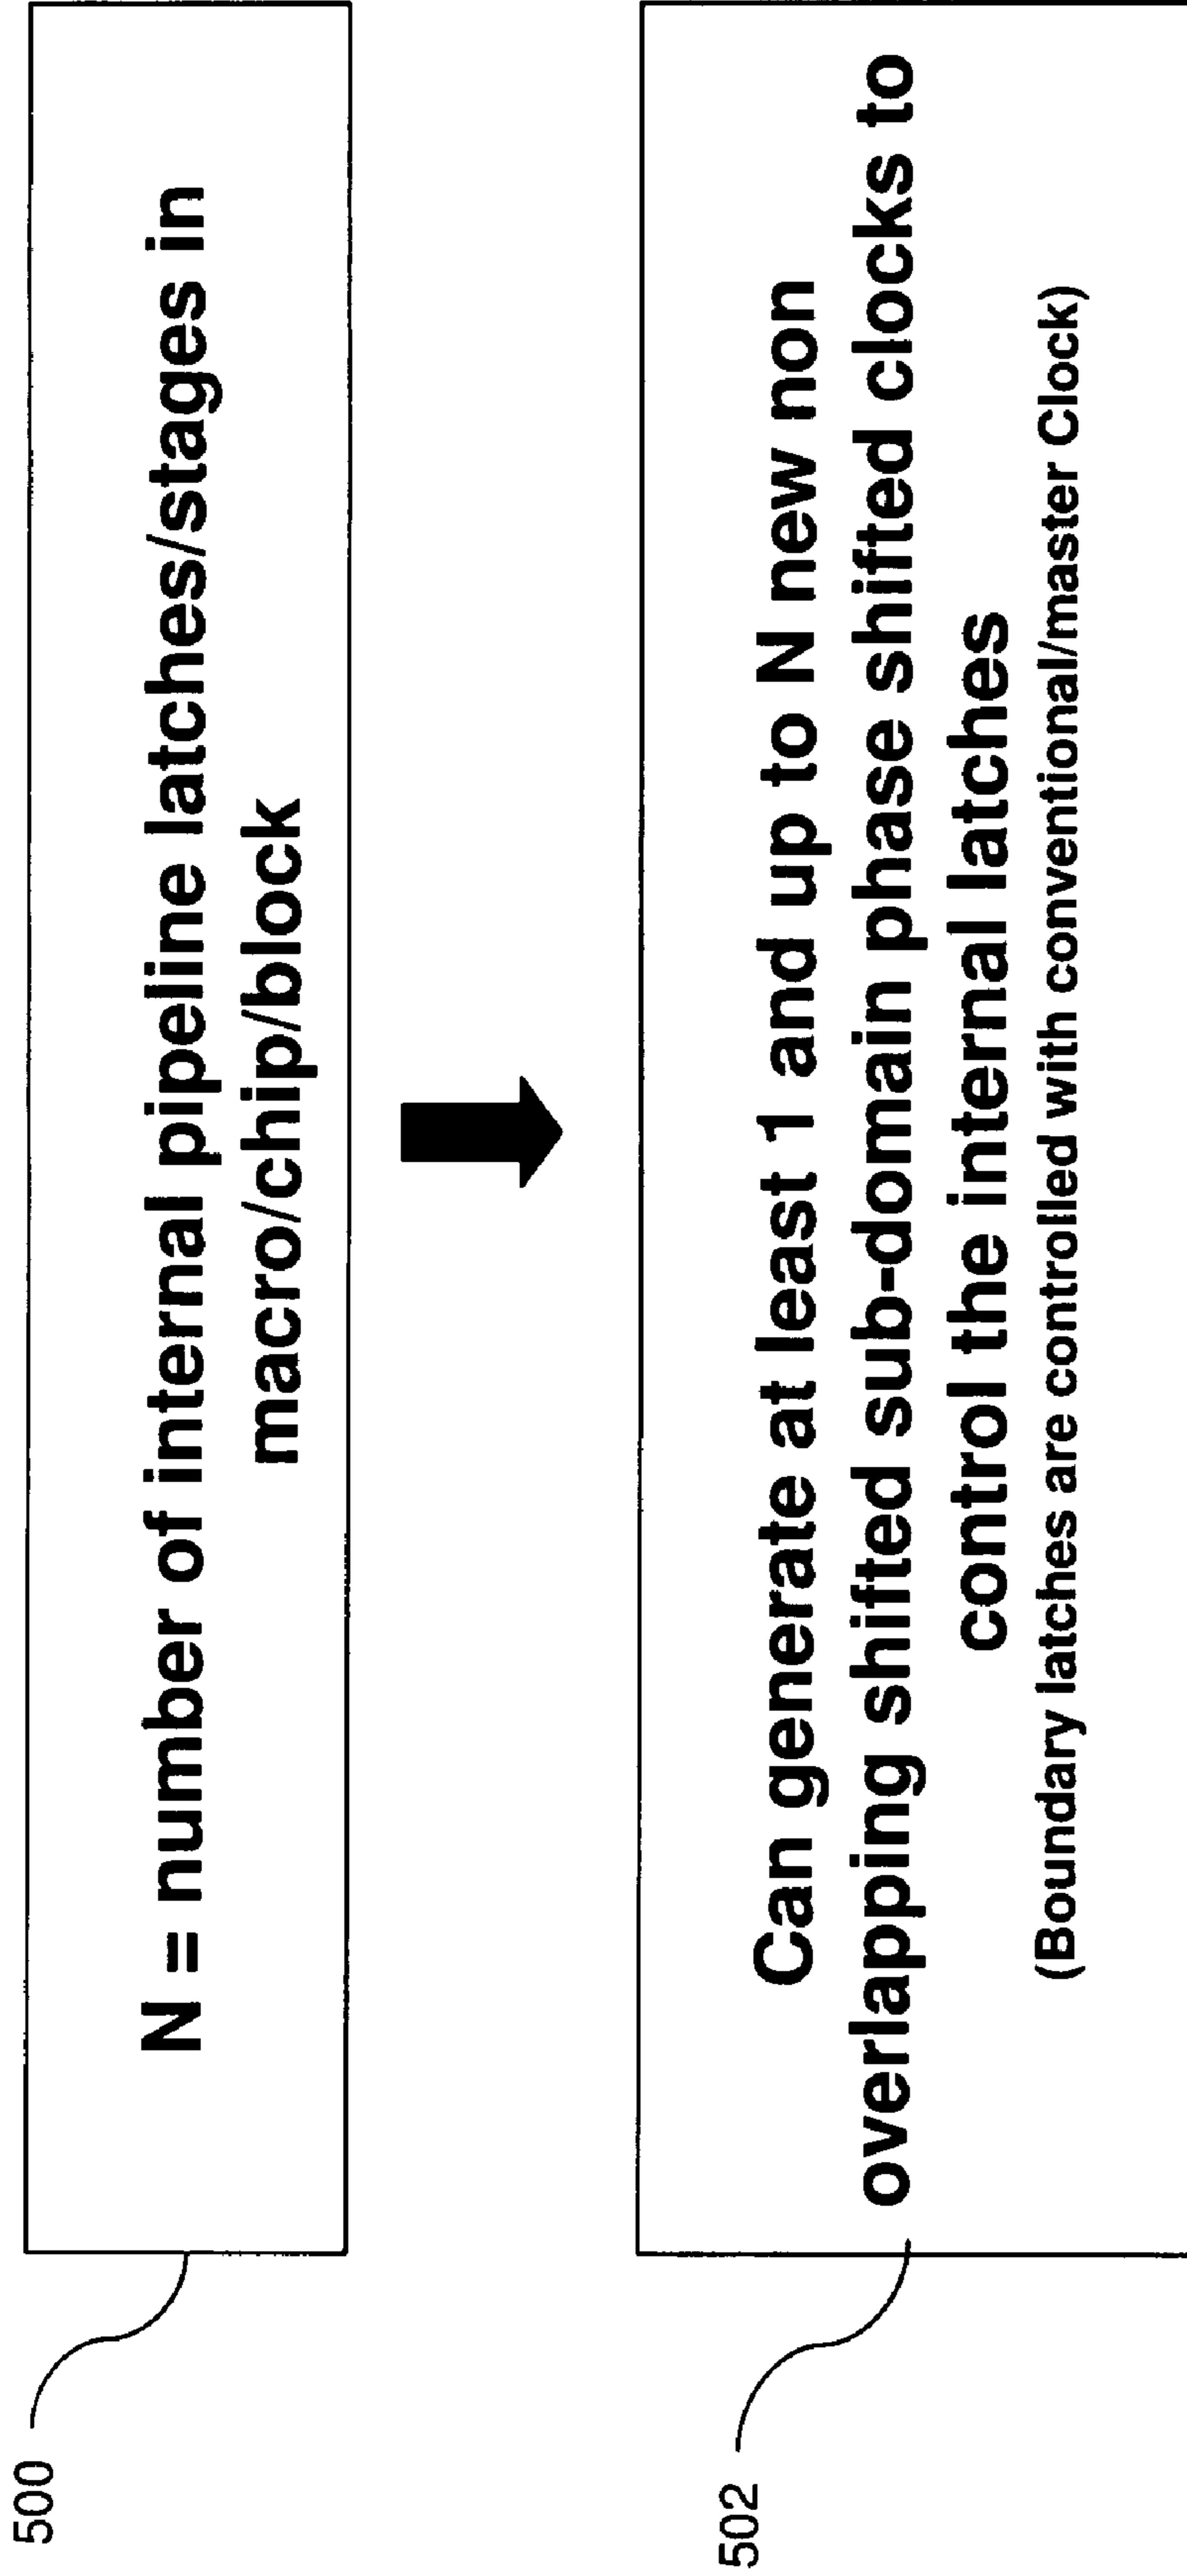 500
N = number of internal pipeline latches/stages in
macro/chip/block
502
Can generate at least 1 and up to N new non
overlapping shifted sub-domain phase shifted clocks to
control the internal latches
(Boundary latches are controlled with conventional/master Clock)